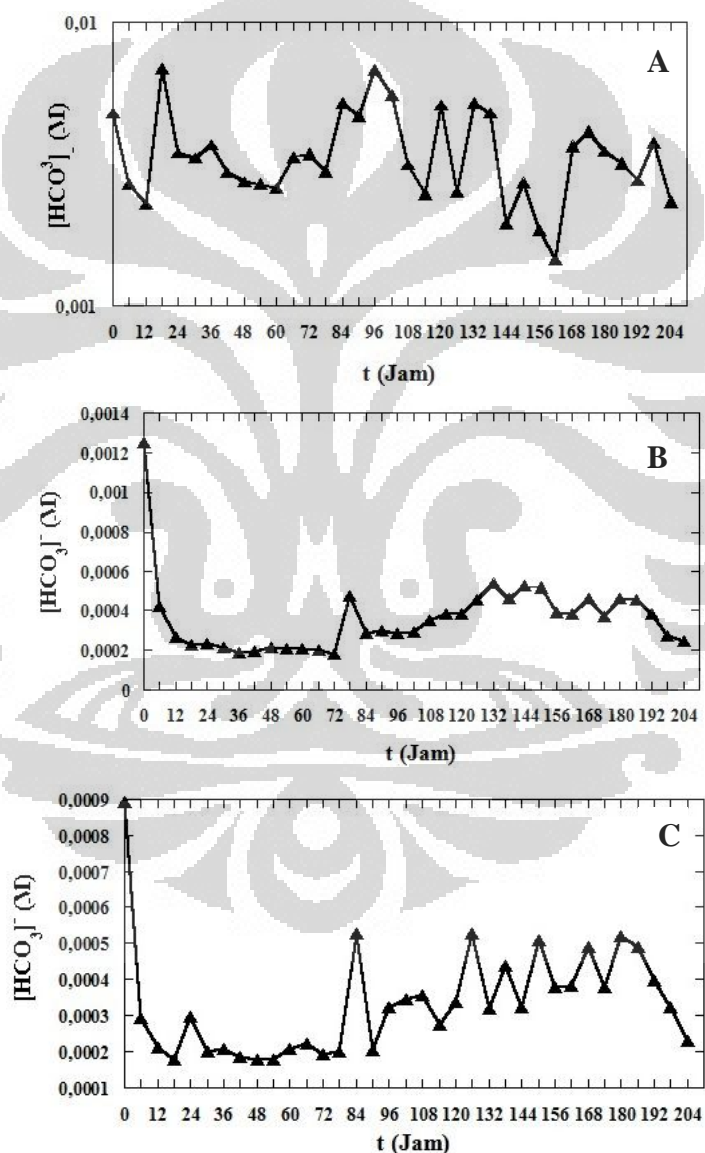 A
[HCO³]₋ (M)
0,01
0,001
0 12 24 36 48 60 72 84 96 108 120 132 144 156 168 180 192 204
t (Jam)
B
[HCO₃]⁻ (M)
0,0014
0,0012
0,001
0,0008
0,0006
0,0004
0,0002
0
0 12 24 36 48 60 72 84 96 108 120 132 144 156 168 180 192 204
t (Jam)
C
[HCO₃]⁻ (M)
0,0009
0,0008
0,0007
0,0006
0,0005
0,0004
0,0003
0,0002
0,0001
0 12 24 36 48 60 72 84 96 108 120 132 144 156 168 180 192 204
t (Jam)